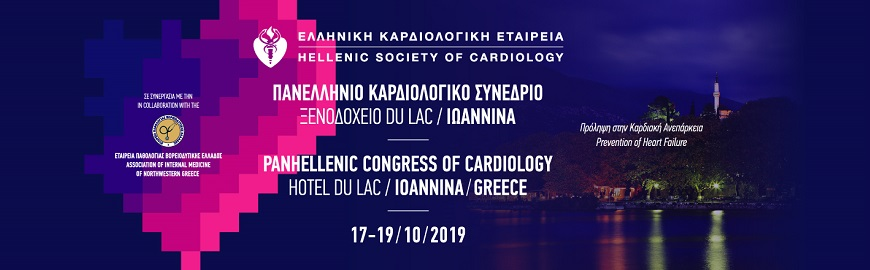 ΕΛΛΗΝΙΚΗ ΚΑΡΔΙΟΛΟΓΙΚΗ ΕΤΑΙΡΕΙΑ
HELLENIC SOCIETY OF CARDIOLOGY
ΠΑΝΕΛΛΗΝΙΟ ΚΑΡΔΙΟΛΟΓΙΚΟ ΣΥΝΕΔΡΙΟ
ΞΕΝΟΔΟΧΕΙΟ DU LAC / ΙΩΑΝΝΙΝΑ
PANHELLENIC CONGRESS OF CARDIOLOGY
HOTEL DU LAC / IOANNINA / GREECE
17-19/10/2019
ΣΕ ΣΥΝΕΡΓΑΣΙΑ ΜΕ ΤΗΝ
IN COLLABORATION WITH THE
ΕΤΑΙΡΕΙΑ ΠΑΘΟΛΟΓΙΑΣ ΒΟΡΕΙΟΔΥΤΙΚΗΣ ΕΛΛΑΔΟΣ
ASSOCIATION OF INTERNAL MEDICINE
OF NORTHWESTERN GREECE
Πρόληψη στην Καρδιακή Ανεπάρκεια
Prevention of Heart Failure